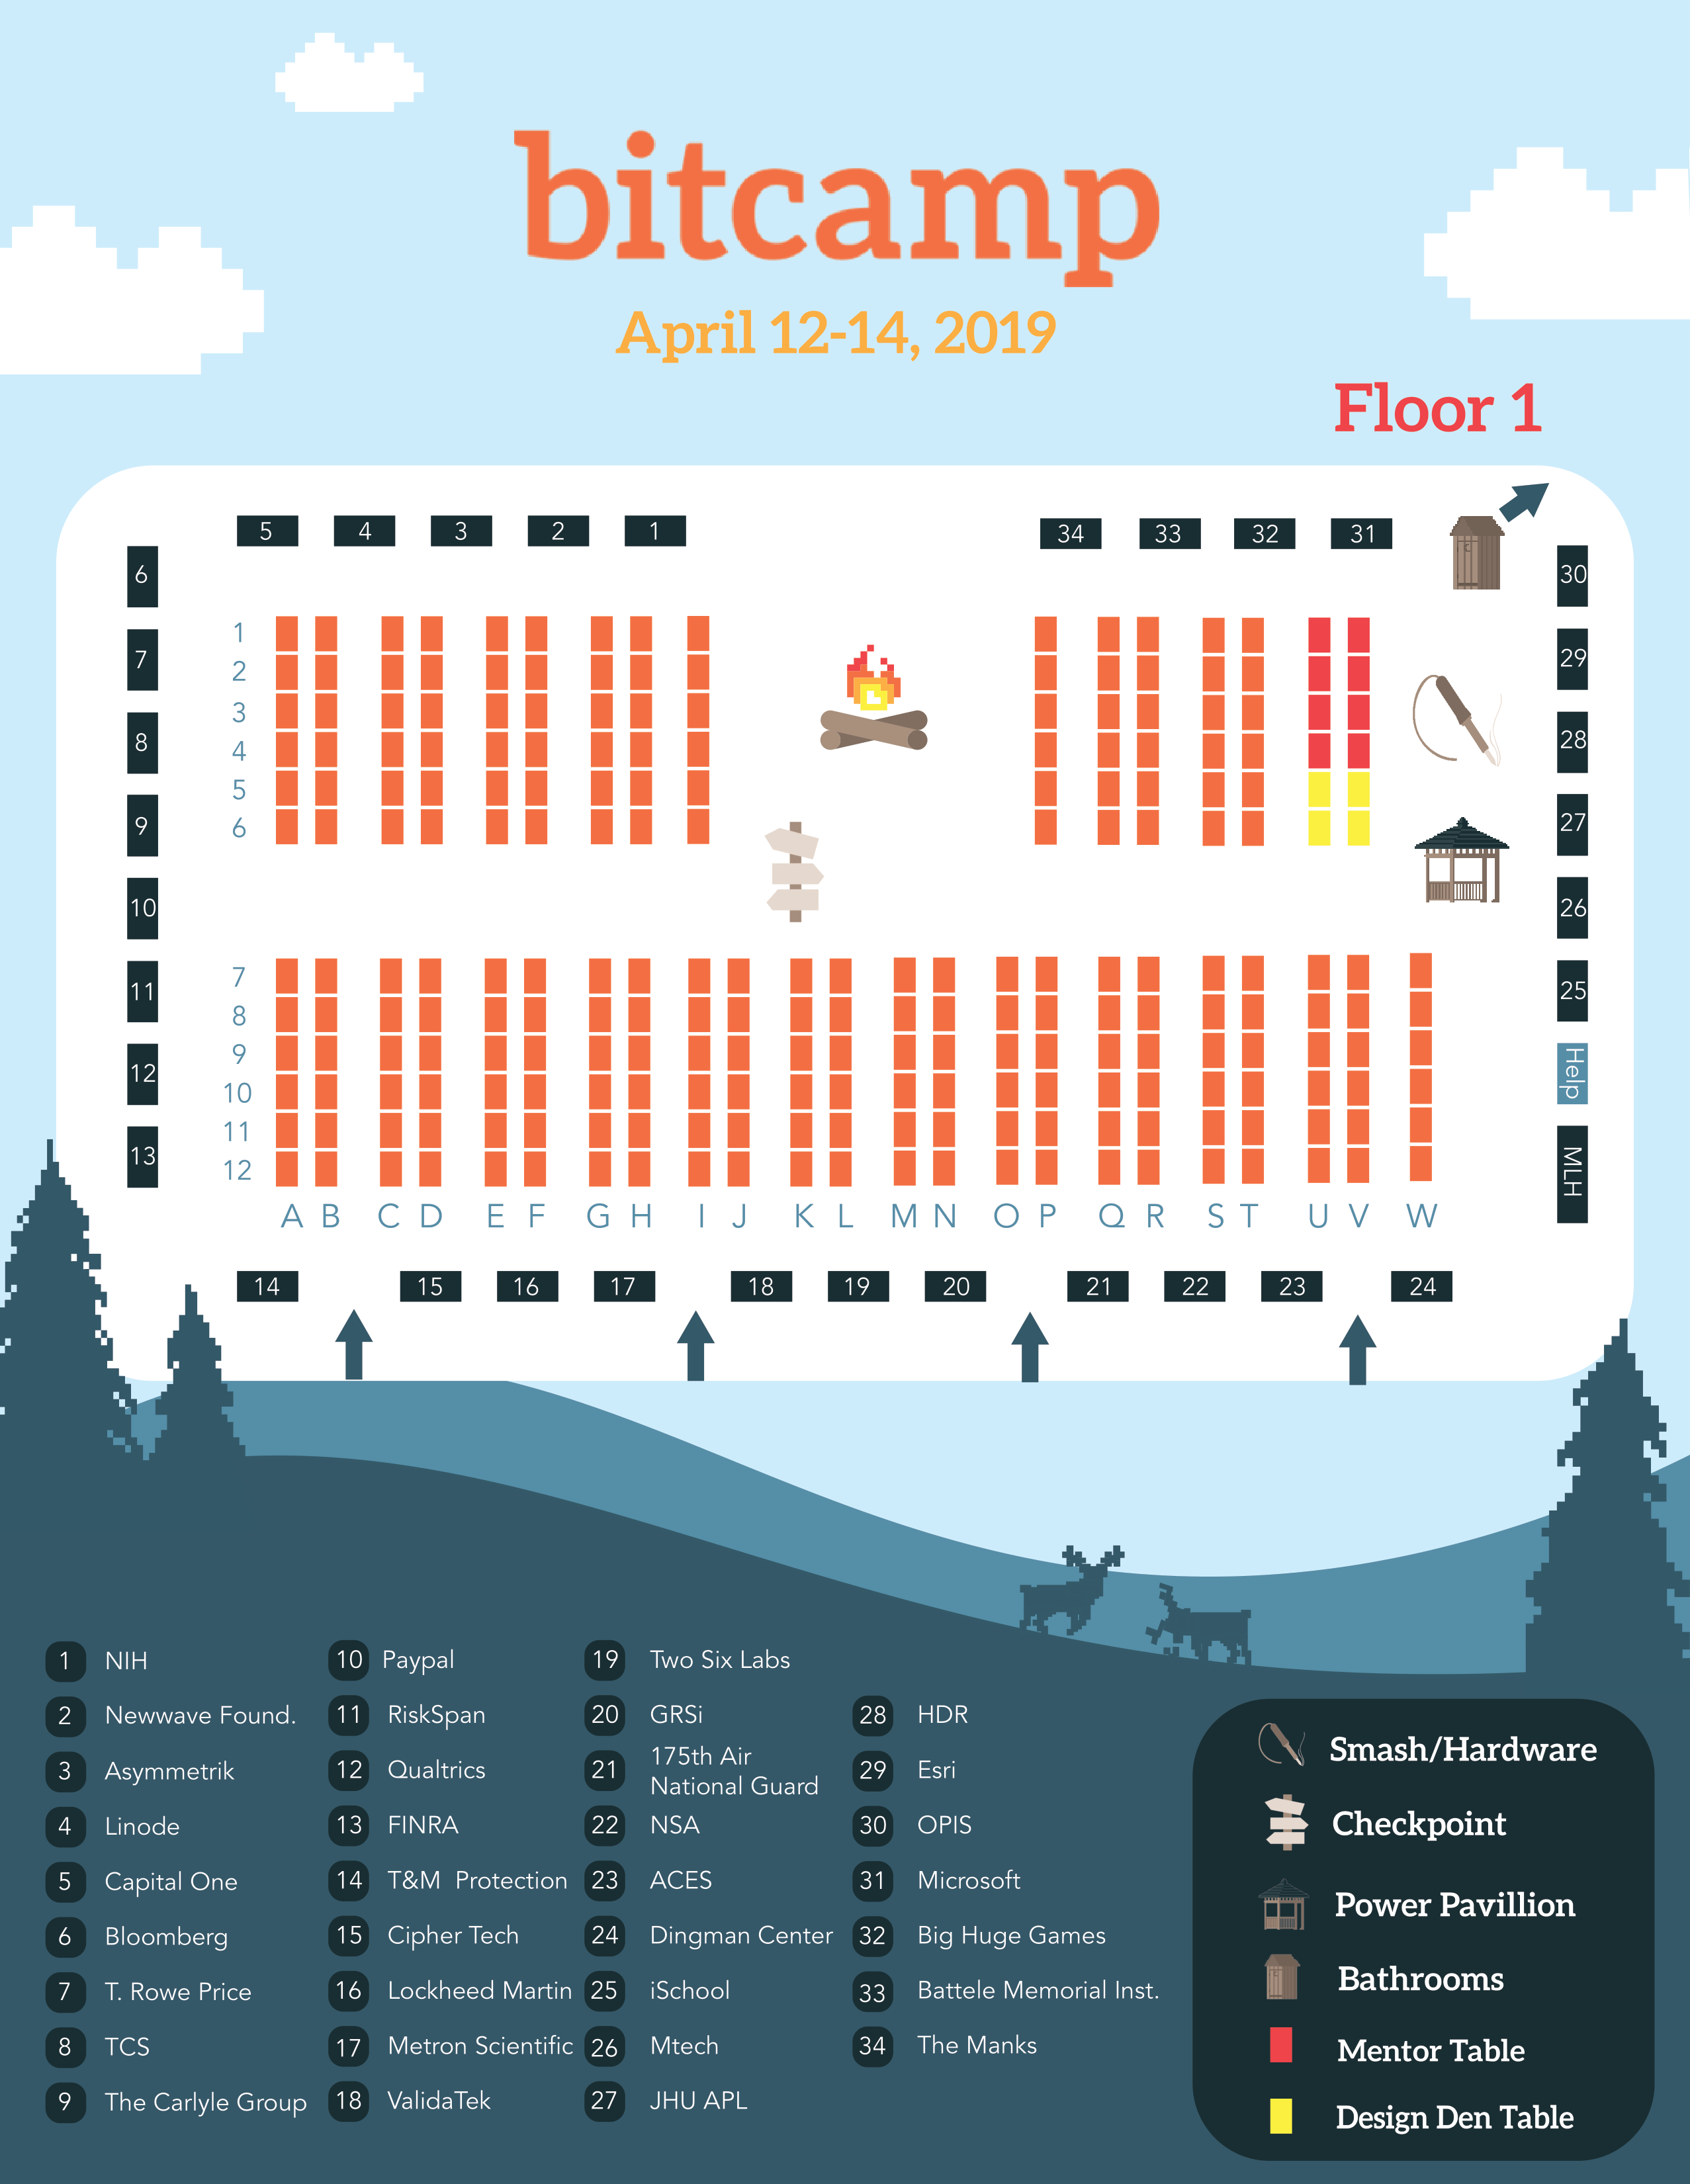 bitcamp
April 12-14, 2019
Floor 1
5 4 3 2 1 34 33 32 31
6
7
8
9
10
11
12
13
30
29
28
27
26
25
Help
MLH
1
2
3
4
5
6
7
8
9
10
11
12
A B C D E F G H I J K L M N O P Q R S T U V W
14 15 16 17 18 19 20 21 22 23 24
1 NIH
2 Newwave Found.
3 Asymmetrik
4 Linode
5 Capital One
6 Bloomberg
7 T. Rowe Price
8 TCS
9 The Carlyle Group
10 Paypal
11 RiskSpan
12 Qualtrics
13 FINRA
14 T&M Protection
15 Cipher Tech
16 Lockheed Martin
17 Metron Scientific
18 ValidaTek
19 Two Six Labs
20 GRSi
21 175th Air
National Guard
22 NSA
23 ACES
24 Dingman Center
25 iSchool
26 Mtech
27 JHU APL
28 HDR
29 Esri
30 OPIS
31 Microsoft
32 Big Huge Games
33 Battele Memorial Inst.
34 The Manks
Smash/Hardware
Checkpoint
Power Pavillion
Bathrooms
Mentor Table
Design Den Table